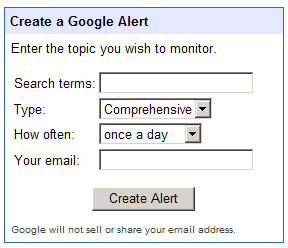 Create a Google Alert
Enter the topic you wish to monitor.
Search terms:
Type: Comprehensive
How often: once a day
Your email:
Create Alert
Google will not sell or share your email address.